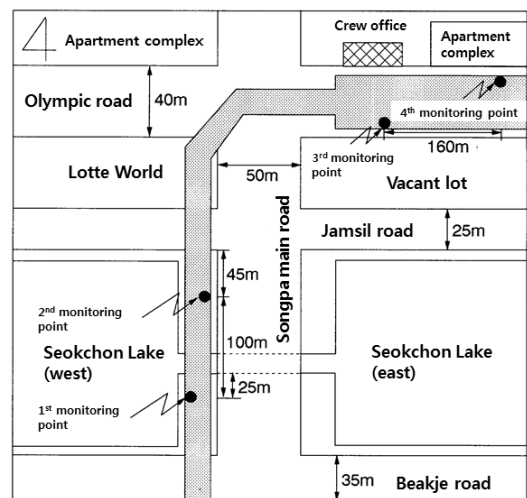 Crew office
4
Apartment complex
Apartment
complex
Olympic road
40m
4th monitoring point
3rd monitoring
point
160m
Lotte World
50m
Vacant lot
Songpa main road
Jamsil road
25m
45m
2nd monitoring
point
100m
Seokchon Lake
(west)
Seokchon Lake
(east)
25m
1st monitoring
point
35m
Beakje road